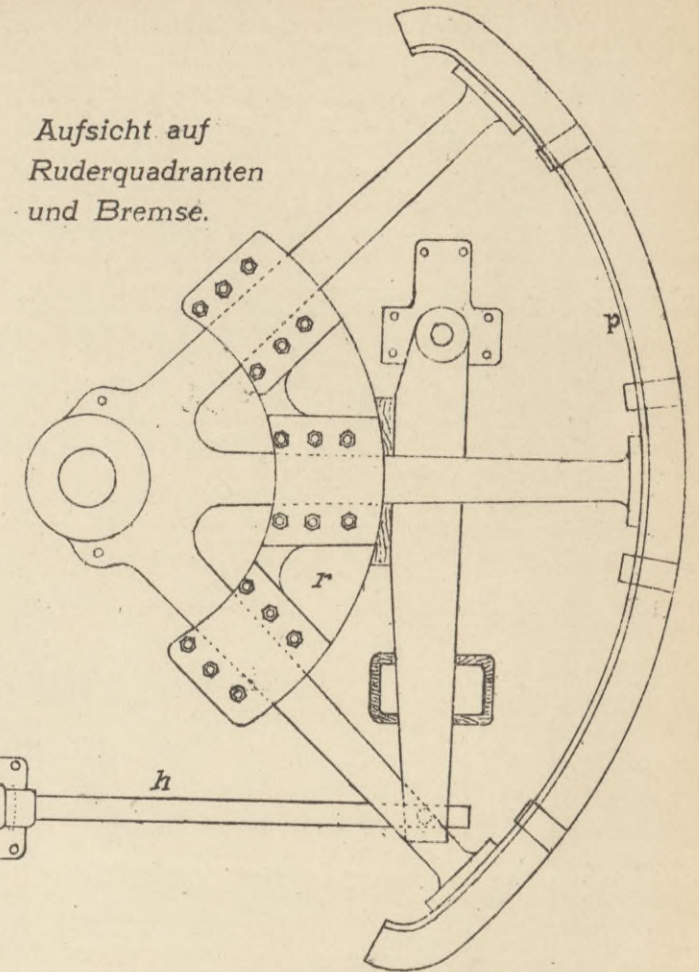 Aufsicht auf
Ruderquadranten
und Bremse.
p
r
h